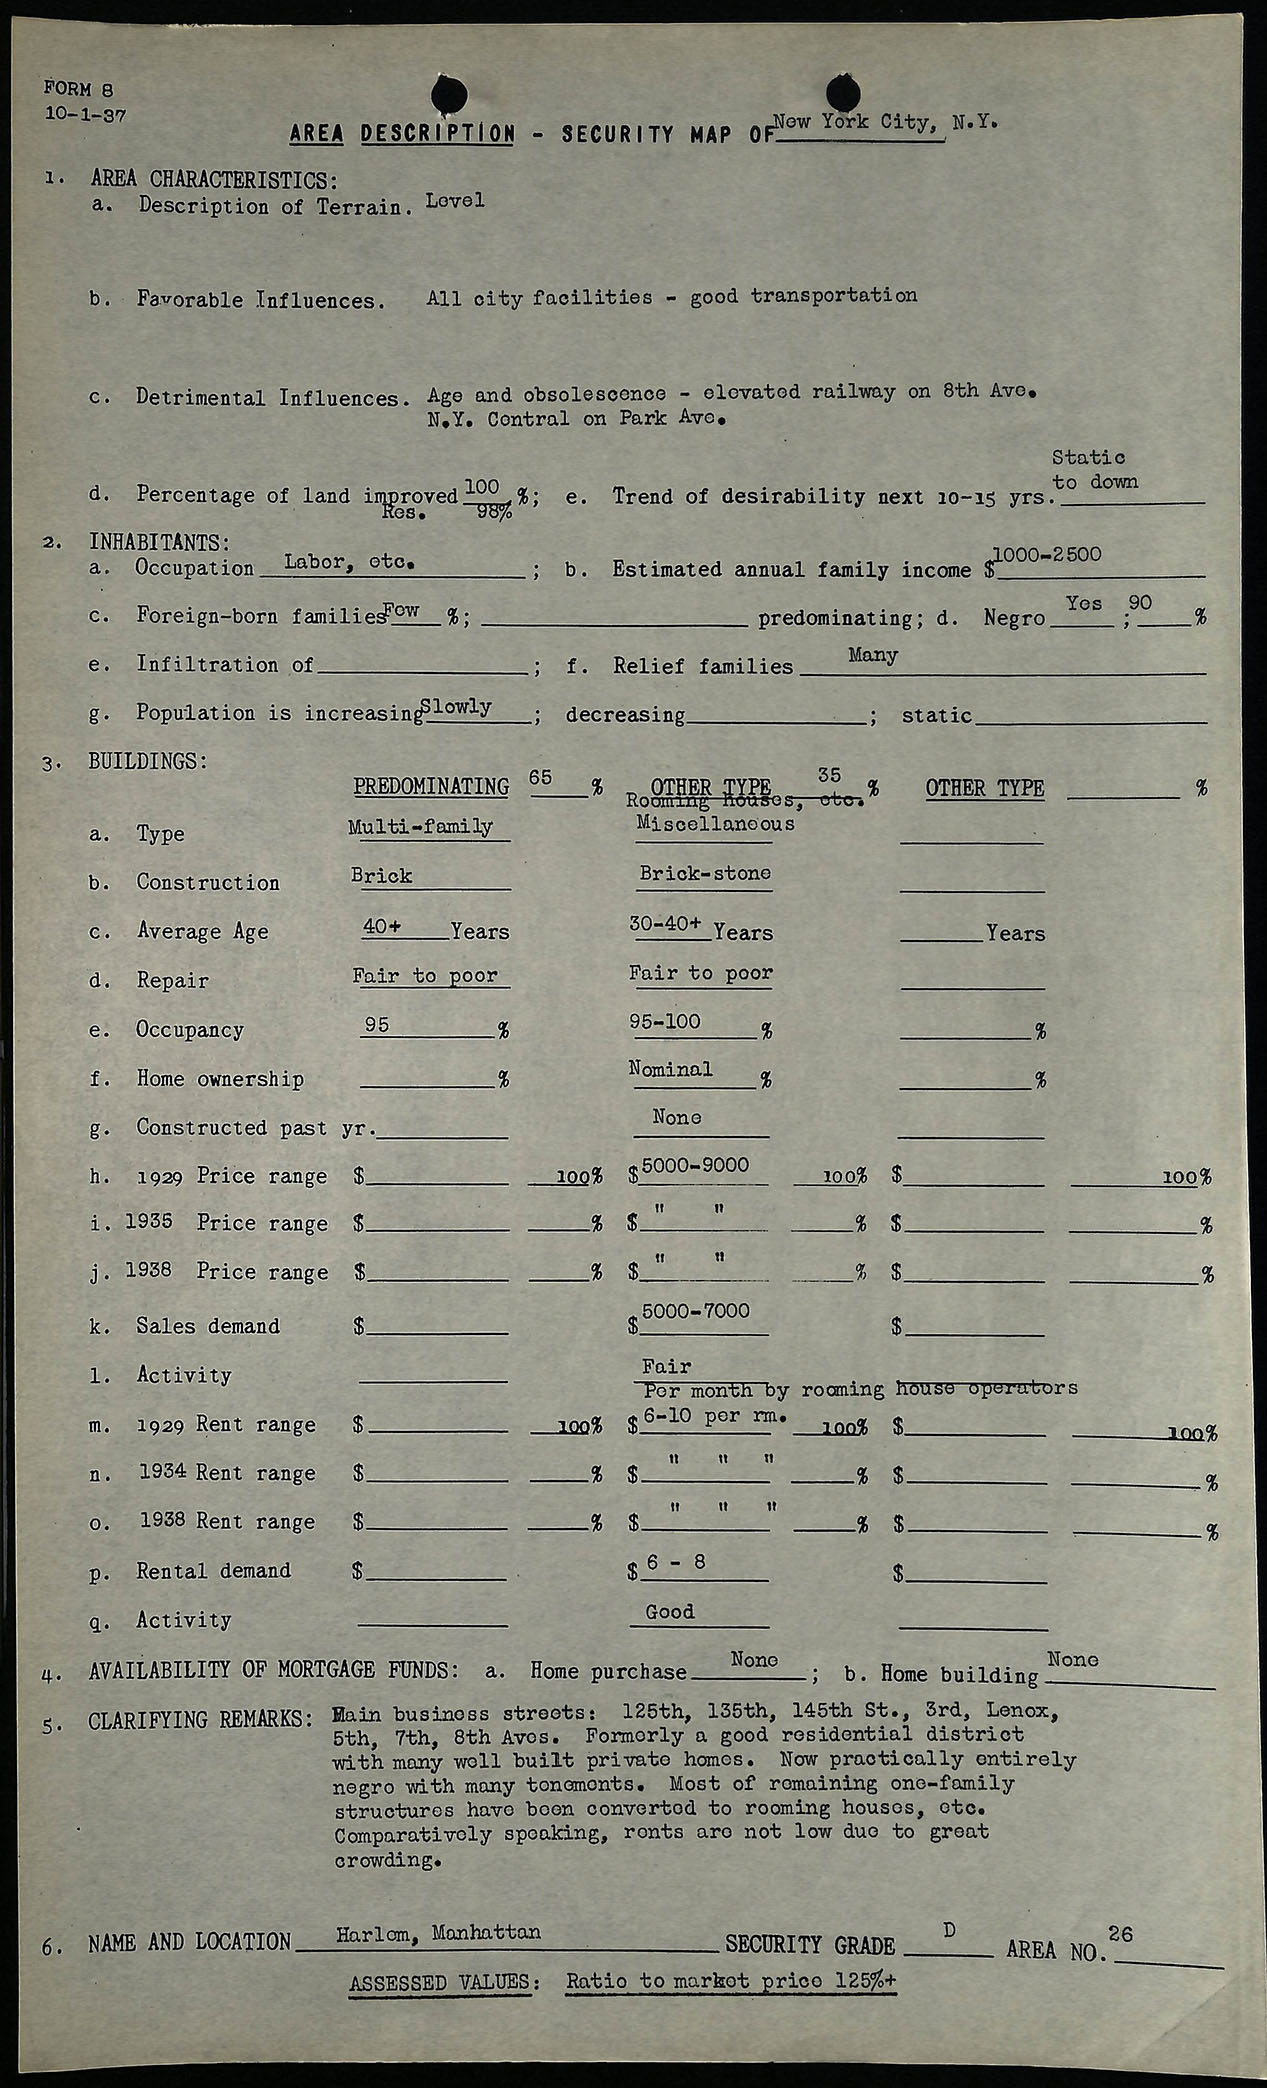 FORM 8
10-1-37
AREA DESCRIPTION - SECURITY MAP OF New York City, N.Y.
1. AREA CHARACTERISTICS:
a. Description of Terrain. Level
b. Favorable Influences. All city facilities - good transportation
c. Detrimental Influences. Age and obsolescence - elevated railway on 8th Ave.
N.Y. Central on Park Ave.
Static
d. Percentage of land improved 100 %; e. Trend of desirability next 10-15 yrs. to down
Res. 98%
2. INHABITANTS:
a. Occupation Labor, etc. ; b. Estimated annual family income $1000-2500
c. Foreign-born families Few %; predominating; d. Negro Yes ; 90 %
e. Infiltration of ; f. Relief families Many
g. Population is increasing Slowly ; decreasing ; static
3. BUILDINGS:
PREDOMINATING 65 % OTHER TYPE 35 % OTHER TYPE %
Rooming houses, etc.
a. Type Multi-family Miscellaneous
b. Construction Brick Brick-stone
c. Average Age 40+ Years 30-40+ Years Years
d. Repair Fair to poor Fair to poor
e. Occupancy 95 % 95-100 % %
f. Home ownership % Nominal % %
g. Constructed past yr. None
h. 1929 Price range $ 100% $5000-9000 100% $ 100%
i. 1935 Price range $ % $ " " % $ %
j. 1938 Price range $ % $ " " % $ %
k. Sales demand $ $5000-7000 $
l. Activity Fair
Per month by rooming house operators
m. 1929 Rent range $ 100% $6-10 per rm. 100% $ 100%
n. 1934 Rent range $ % $ " " " % $ %
o. 1938 Rent range $ % $ " " " % $ %
p. Rental demand $ $6 - 8 $
q. Activity Good
4. AVAILABILITY OF MORTGAGE FUNDS: a. Home purchase None ; b. Home building None
5. CLARIFYING REMARKS: Main business streets: 125th, 135th, 145th St., 3rd, Lenox,
5th, 7th, 8th Aves. Formerly a good residential district
with many well built private homes. Now practically entirely
negro with many tenements. Most of remaining one-family
structures have been converted to rooming houses, etc.
Comparatively speaking, rents are not low due to great
crowding.
6. NAME AND LOCATION Harlem, Manhattan SECURITY GRADE D AREA NO. 26
ASSESSED VALUES: Ratio to market price 125%+